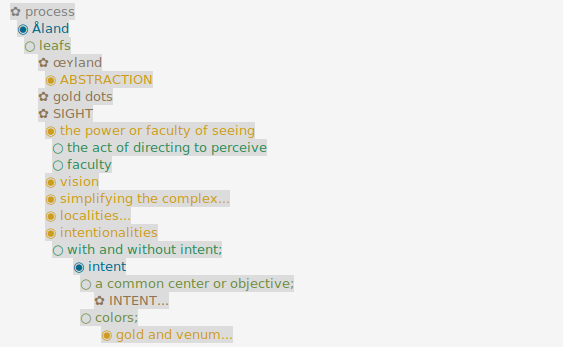 process
Åland
leafs
œʏland
ABSTRACTION
gold dots
SIGHT
the power or faculty of seeing
the act of directing to perceive
faculty
vision
simplifying the complex...
localities...
intentionalities
with and without intent;
intent
a common center or objective;
INTENT...
colors;
gold and venum...